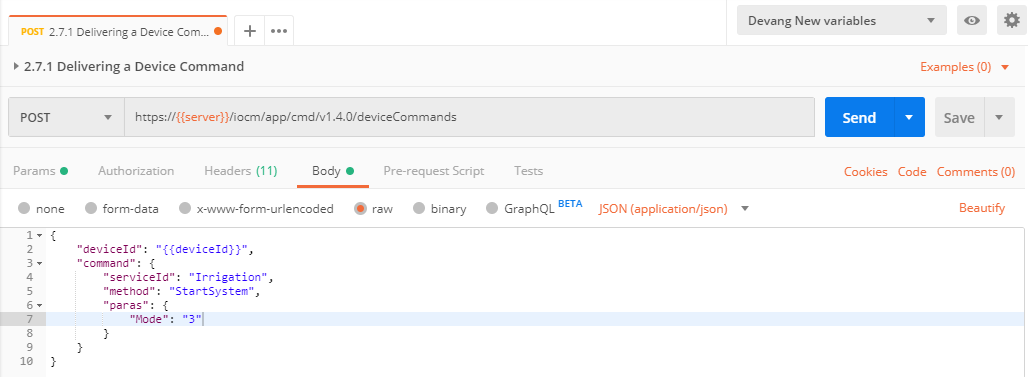 POST 2.7.1 Delivering a Device Com...
Devang New variables
2.7.1 Delivering a Device Command
Examples (0)
POST
https://{{server}}/iocm/app/cmd/v1.4.0/deviceCommands
Send
Save
Params
Authorization
Headers (11)
Body
Pre-request Script
Tests
Cookies
Code
Comments (0)
none
form-data
x-www-form-urlencoded
raw
binary
GraphQL BETA
JSON (application/json)
Beautify
1 {
2 "deviceId": "{{deviceId}}",
3 "command": {
4 "serviceId": "Irrigation",
5 "method": "StartSystem",
6 "paras": {
7 "Mode": "3"
8 }
9 }
10 }